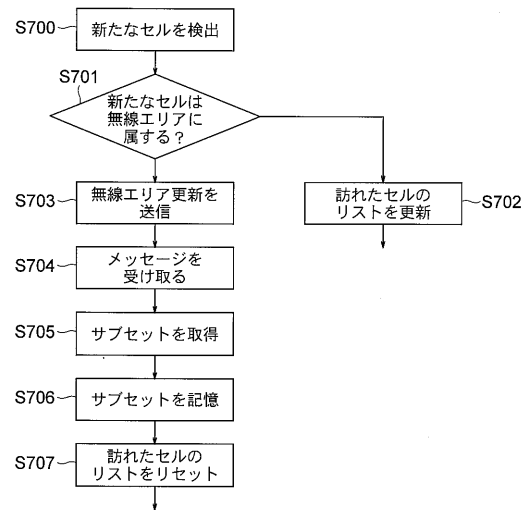 S700
新たなセルを検出
S701
新たなセルは
無線エリアに
属する?
S703
無線エリア更新を
送信
訪れたセルの
リストを更新
S702
S704
メッセージを
受け取る
S705
サブセットを取得
S706
サブセットを記憶
S707
訪れたセルの
リストをリセット